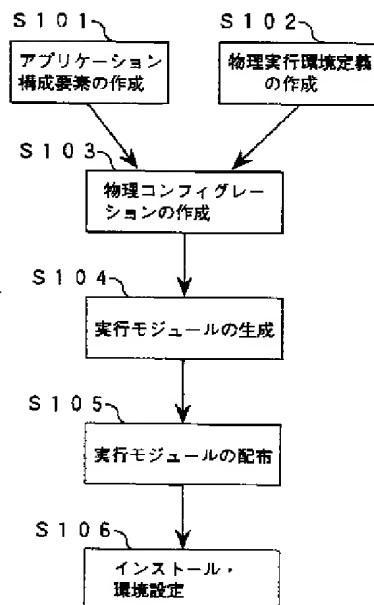 S101
アプリケーション
構成要素の作成
S102
物理実行環境定義
の作成
S103
物理コンフィグレー
ションの作成
S104
実行モジュールの生成
S105
実行モジュールの配布
S106
インストール・
環境設定